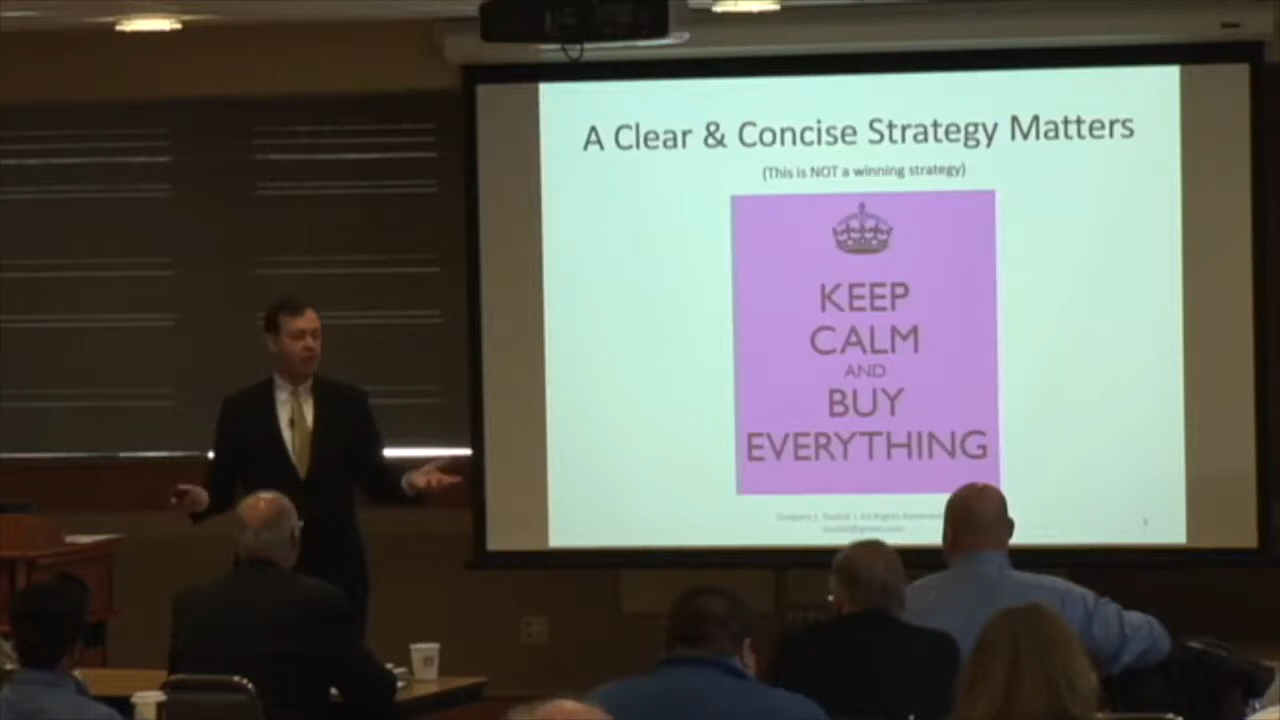 A Clear & Concise Strategy Matters
(This is NOT a winning strategy)
KEEP
CALM
AND
BUY
EVERYTHING